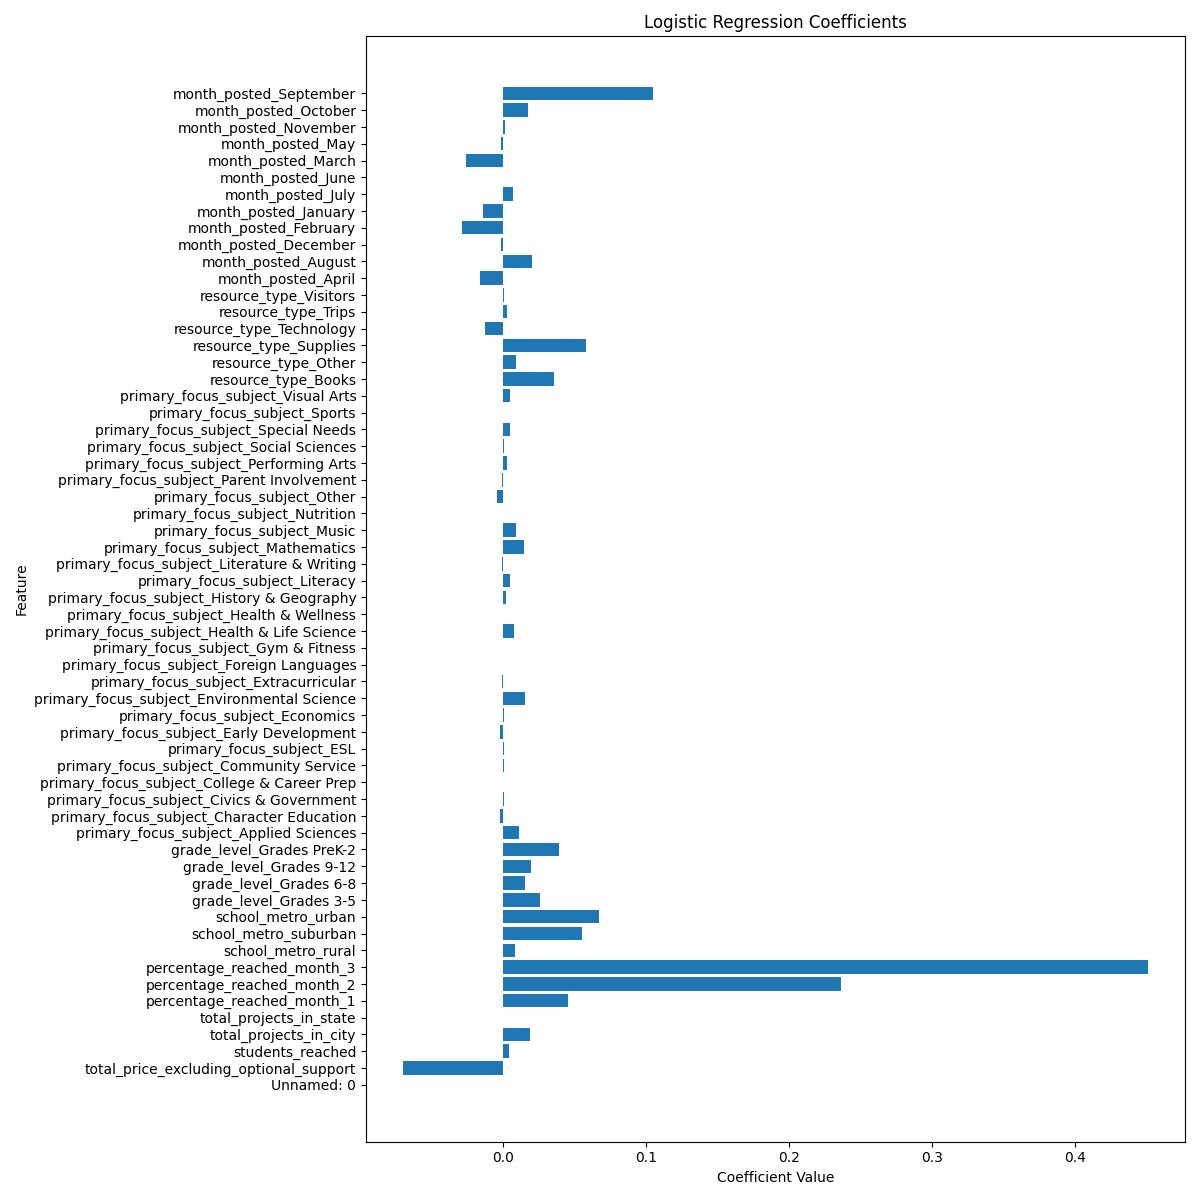 Logistic Regression Coefficients
month_posted_September
month_posted_October
month_posted_November
month_posted_May
month_posted_March
month_posted_June
month_posted_July
month_posted_January
month_posted_February
month_posted_December
month_posted_August
month_posted_April
resource_type_Visitors
resource_type_Trips
resource_type_Technology
resource_type_Supplies
resource_type_Other
resource_type_Books
primary_focus_subject_Visual Arts
primary_focus_subject_Sports
primary_focus_subject_Special Needs
primary_focus_subject_Social Sciences
primary_focus_subject_Performing Arts
primary_focus_subject_Parent Involvement
primary_focus_subject_Other
primary_focus_subject_Nutrition
primary_focus_subject_Music
primary_focus_subject_Mathematics
primary_focus_subject_Literature & Writing
primary_focus_subject_Literacy
primary_focus_subject_History & Geography
primary_focus_subject_Health & Wellness
primary_focus_subject_Health & Life Science
primary_focus_subject_Gym & Fitness
primary_focus_subject_Foreign Languages
primary_focus_subject_Extracurricular
primary_focus_subject_Environmental Science
primary_focus_subject_Economics
primary_focus_subject_Early Development
primary_focus_subject_ESL
primary_focus_subject_Community Service
primary_focus_subject_College & Career Prep
primary_focus_subject_Civics & Government
primary_focus_subject_Character Education
primary_focus_subject_Applied Sciences
grade_level_Grades PreK-2
grade_level_Grades 9-12
grade_level_Grades 6-8
grade_level_Grades 3-5
school_metro_urban
school_metro_suburban
school_metro_rural
percentage_reached_month_3
percentage_reached_month_2
percentage_reached_month_1
total_projects_in_state
total_projects_in_city
students_reached
total_price_excluding_optional_support
Unnamed: 0
Feature
0.0 0.1 0.2 0.3 0.4
Coefficient Value